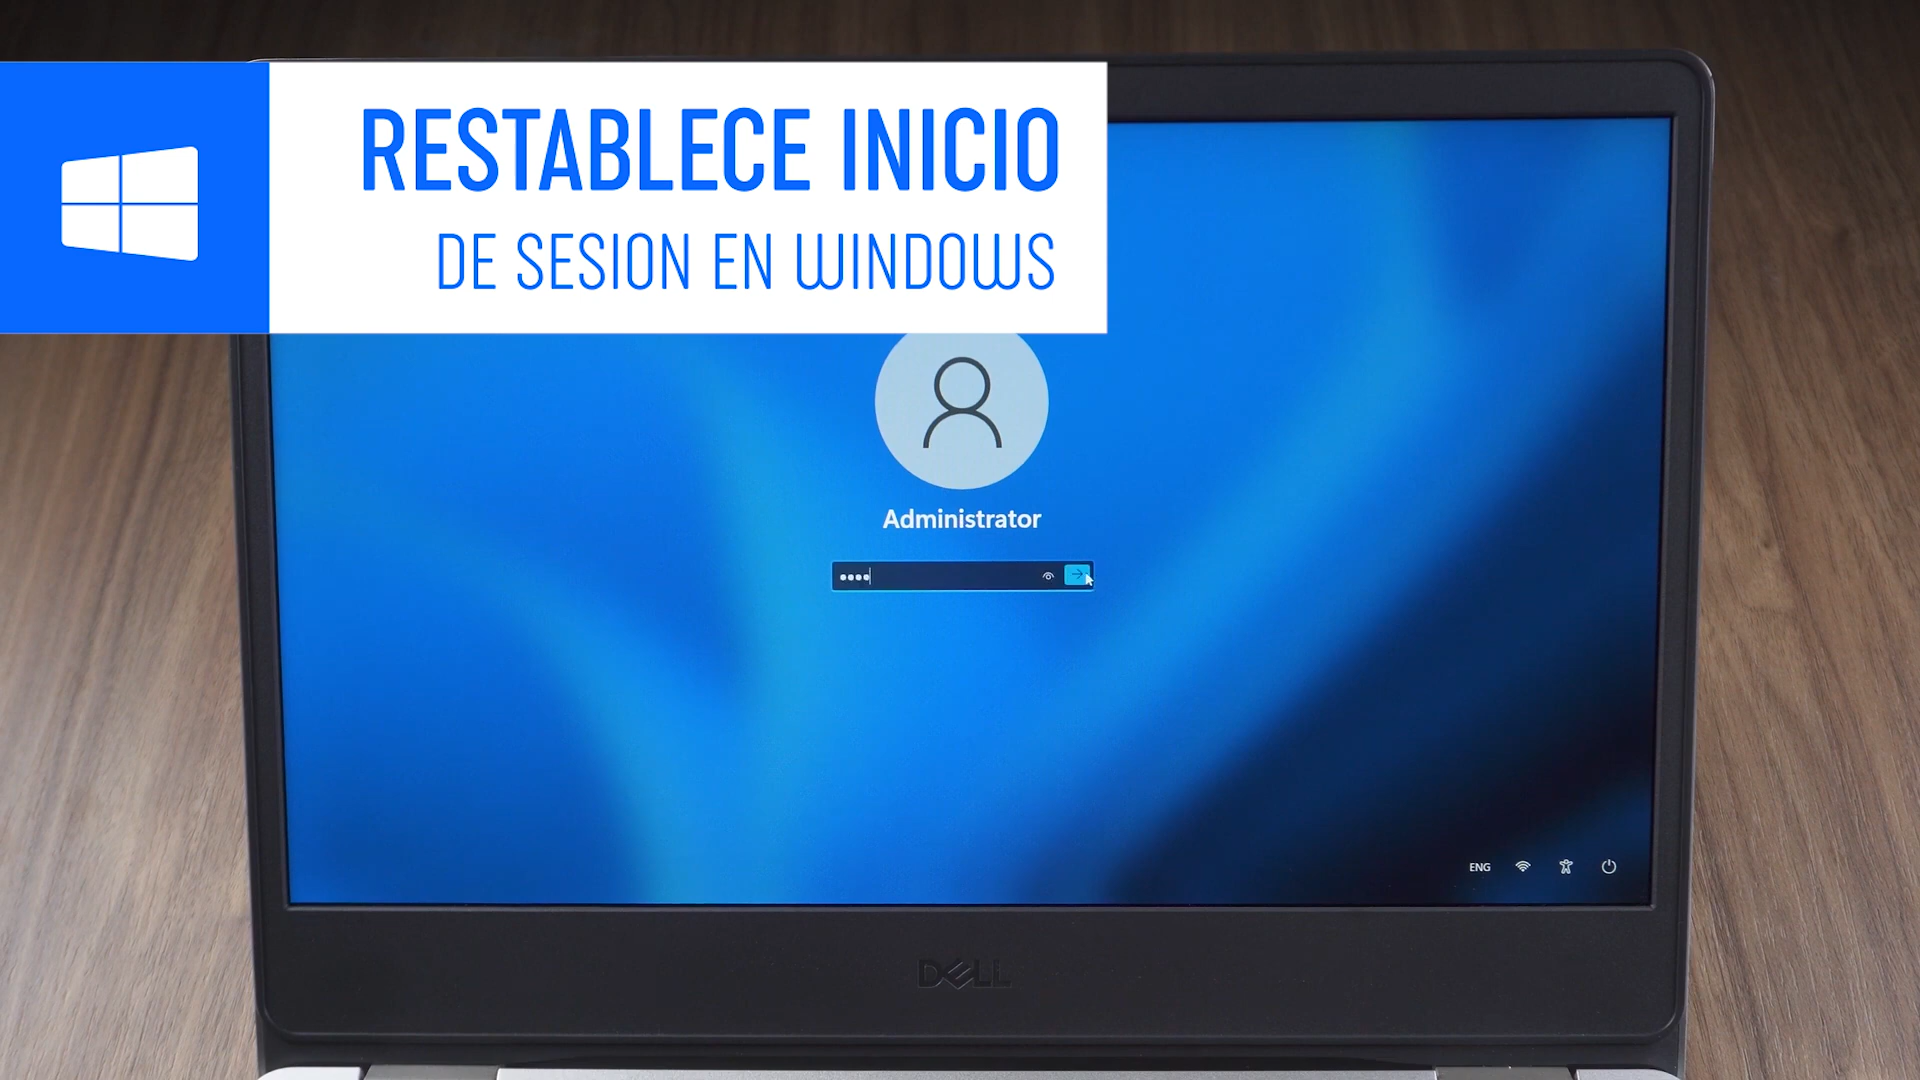 RESTABLECE INICIO
DE SESION EN WINDOWS
Administrator
ENG
DELL